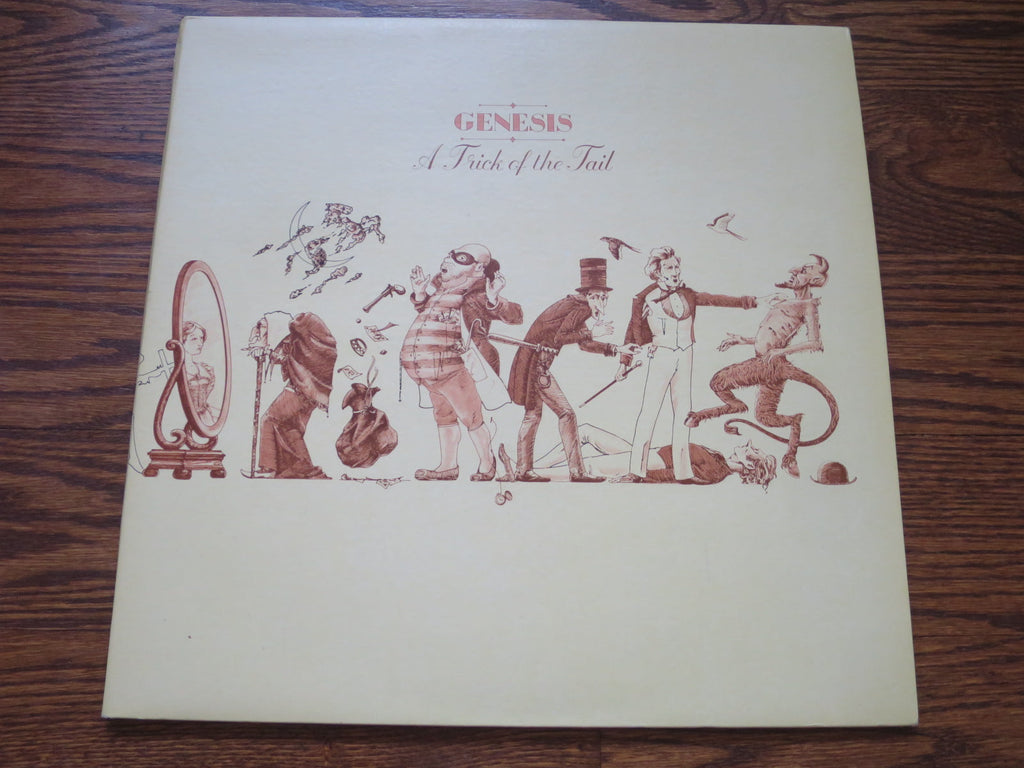 GENESIS
A Trick of the Tail